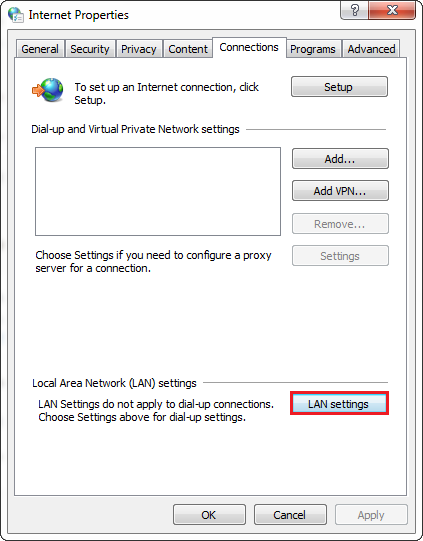 Internet Properties
?
General Security Privacy Content Connections Programs Advanced
To set up an Internet connection, click
Setup.
Setup
Dial-up and Virtual Private Network settings
Add...
Add VPN...
Remove...
Choose Settings if you need to configure a proxy
server for a connection.
Settings
Local Area Network (LAN) settings
LAN Settings do not apply to dial-up connections.
Choose Settings above for dial-up settings.
LAN settings
OK Cancel Apply